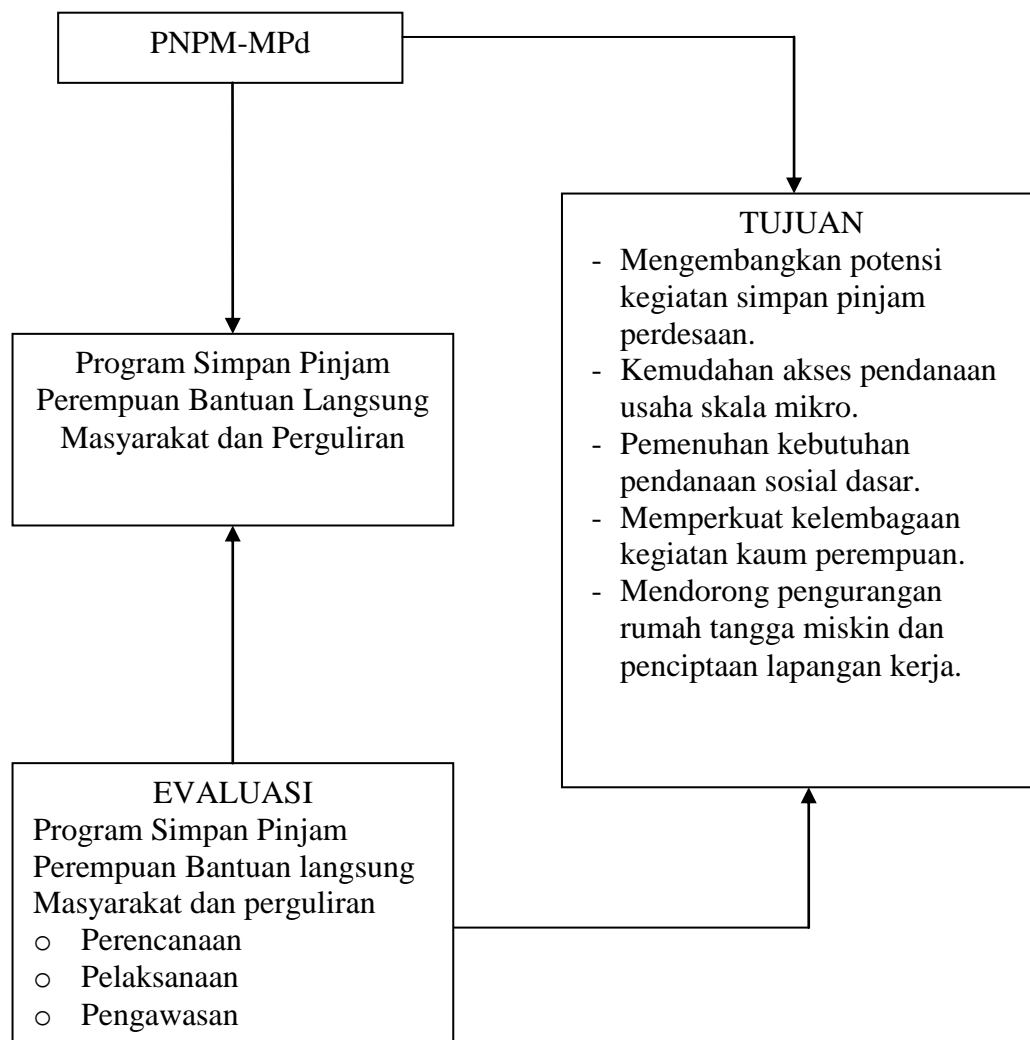 PNPM-MPd
TUJUAN
- Mengembangkan potensi
kegiatan simpan pinjam
perdesaan.
- Kemudahan akses pendanaan
usaha skala mikro.
- Pemenuhan kebutuhan
pendanaan sosial dasar.
- Memperkuat kelembagaan
kegiatan kaum perempuan.
- Mendorong pengurangan
rumah tangga miskin dan
penciptaan lapangan kerja.
Program Simpan Pinjam
Perempuan Bantuan Langsung
Masyarakat dan Perguliran
EVALUASI
Program Simpan Pinjam
Perempuan Bantuan langsung
Masyarakat dan perguliran
o Perencanaan
o Pelaksanaan
o Pengawasan